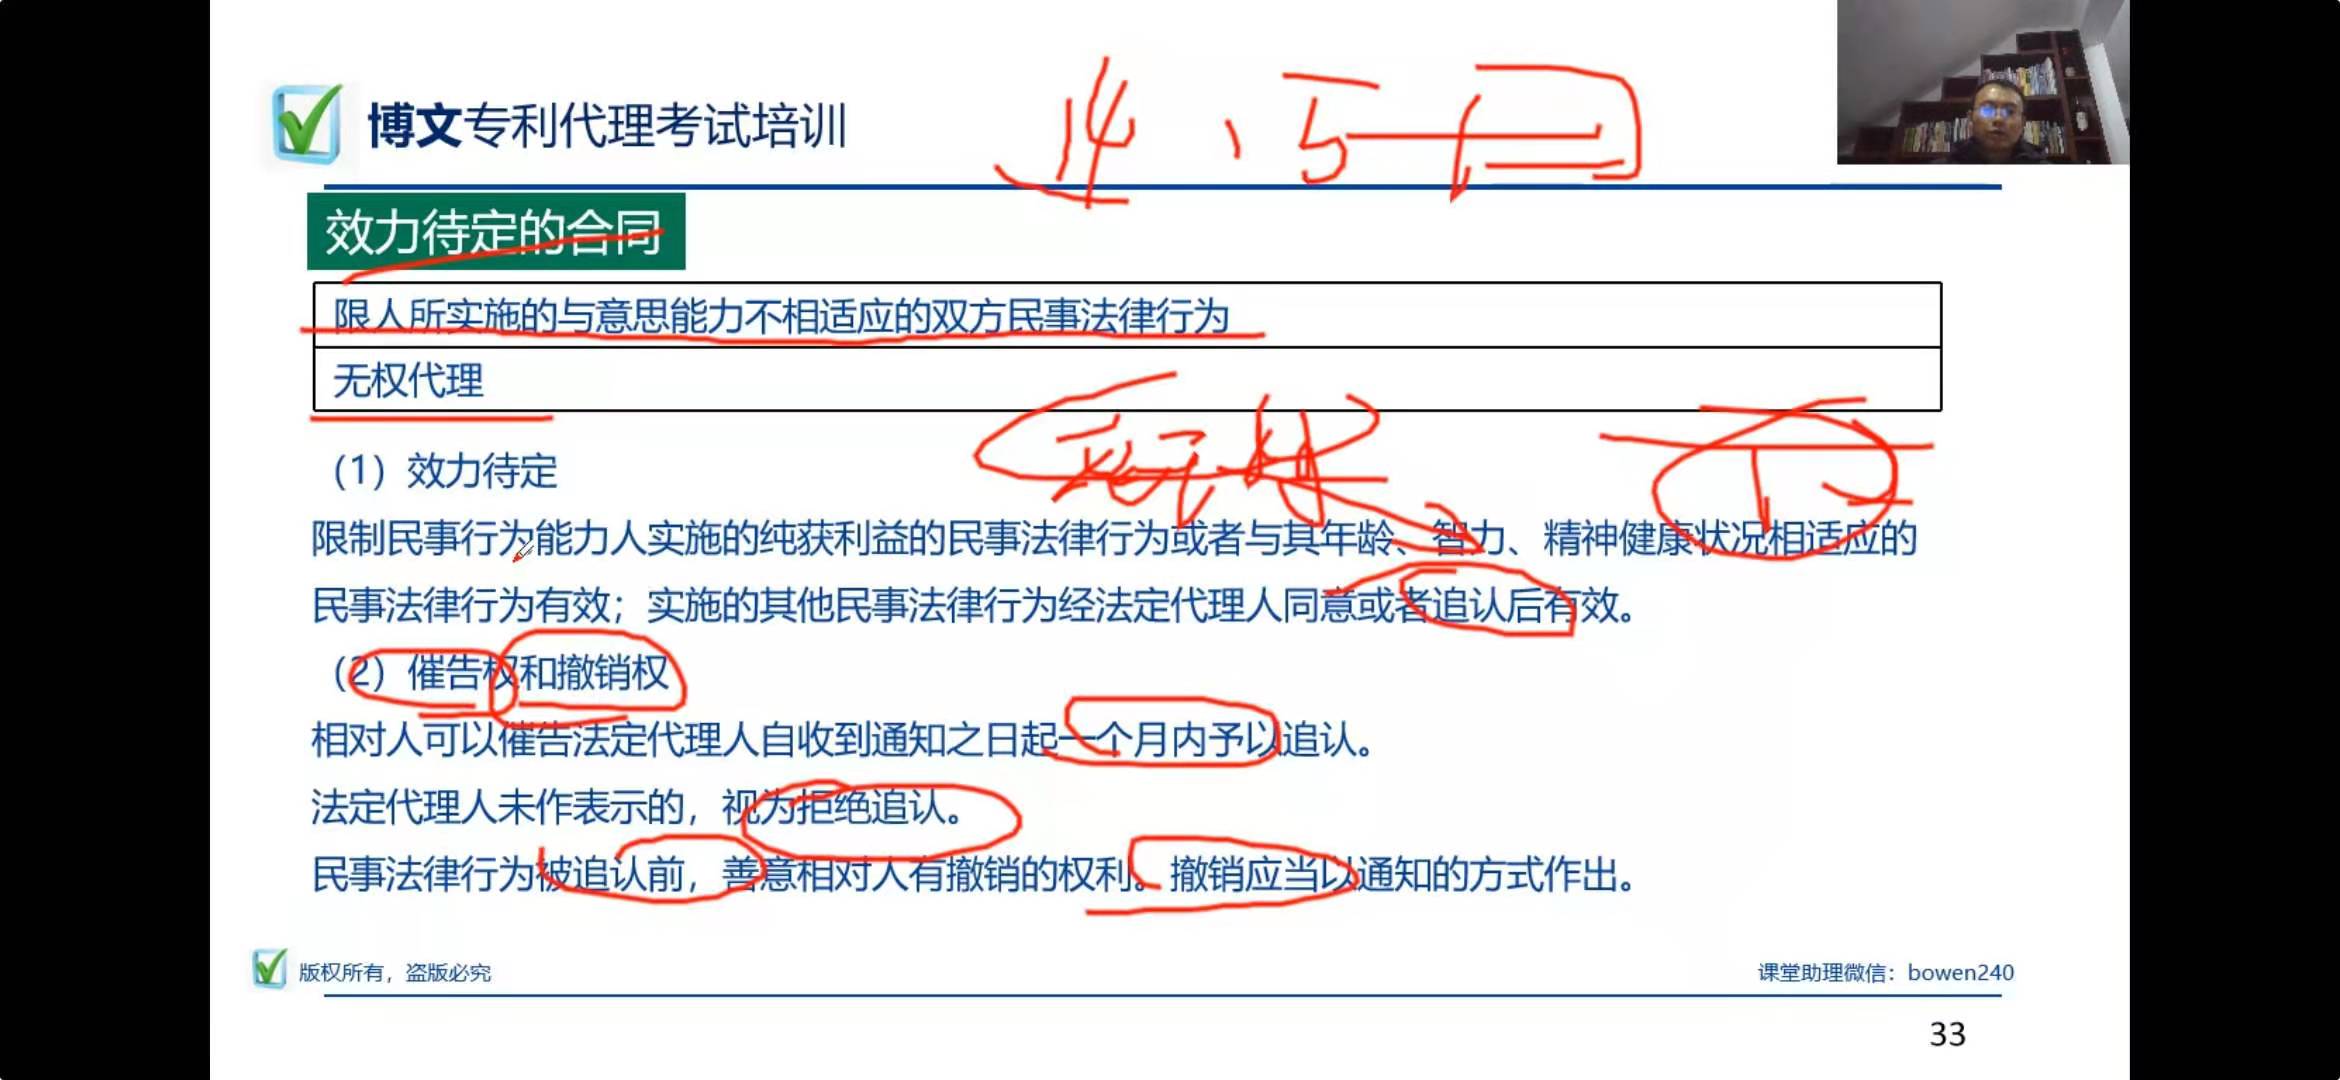 博文专利代理考试培训
14、5
效力待定的合同
限人所实施的与意思能力不相适应的双方民事法律行为
无权代理
（1）效力待定
限制民事行为能力人实施的纯获利益的民事法律行为或者与其年龄、智力、精神健康状况相适应的
民事法律行为有效；实施的其他民事法律行为经法定代理人同意或者追认后有效。
（2）催告权和撤销权
相对人可以催告法定代理人自收到通知之日起一个月内予以追认。
法定代理人未作表示的，视为拒绝追认。
民事法律行为被追认前，善意相对人有撤销的权利。撤销应当以通知的方式作出。
版权所有，盗版必究
课堂助理微信：bowen240
33